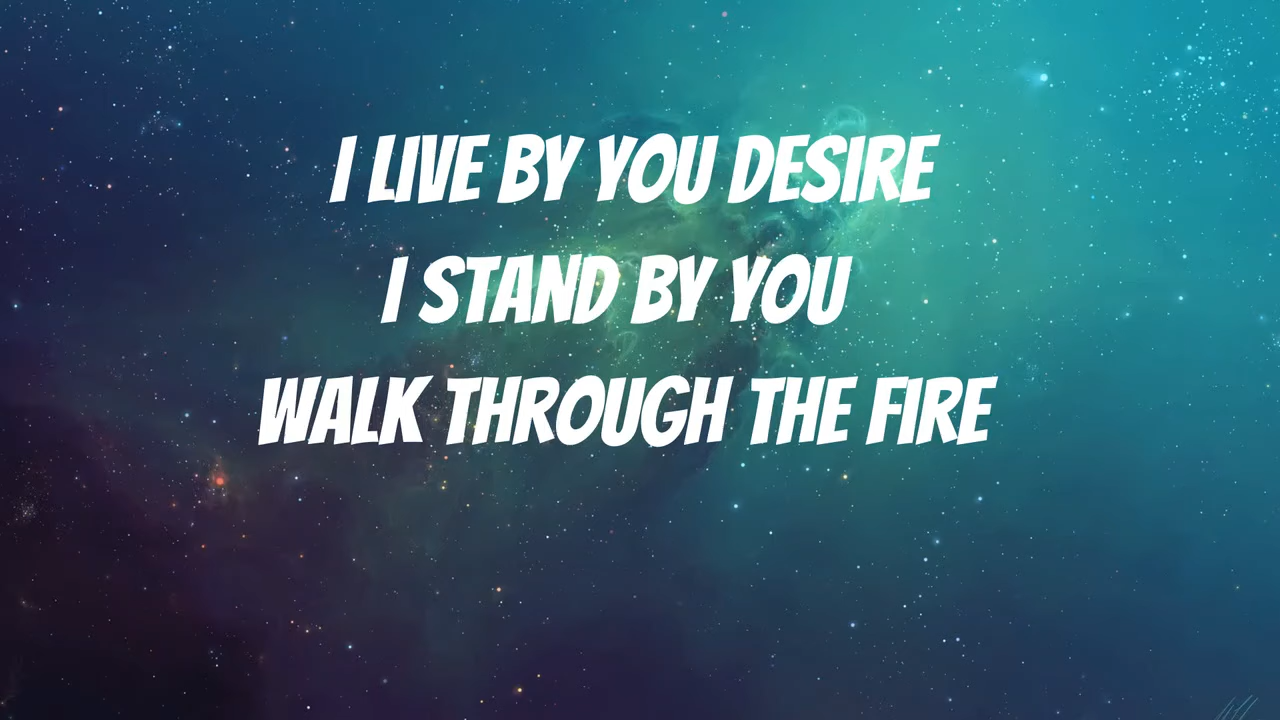 I LIVE BY YOU DESIRE
I STAND BY YOU
WALK THROUGH THE FIRE